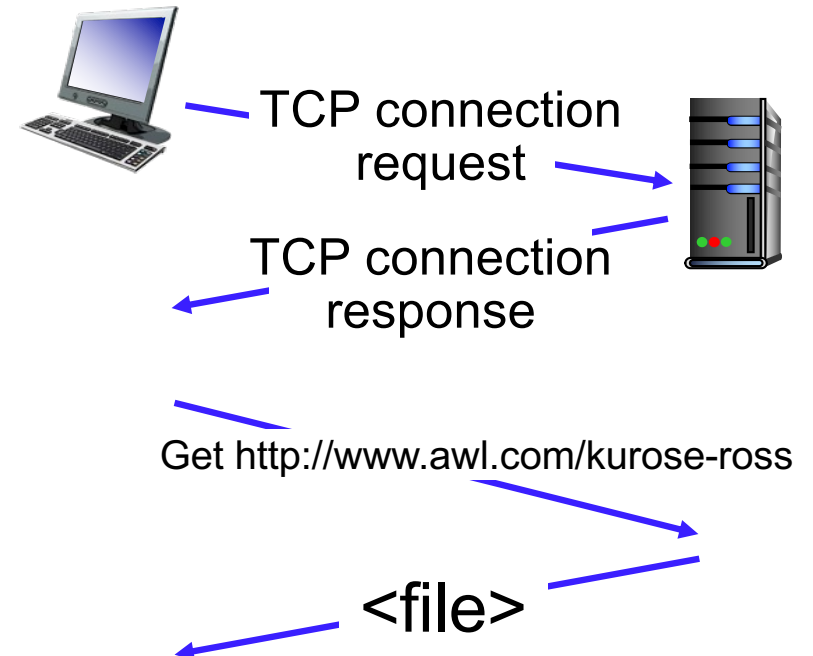 TCP connection
request
TCP connection
response
Get http://www.awl.com/kurose-ross
<file>